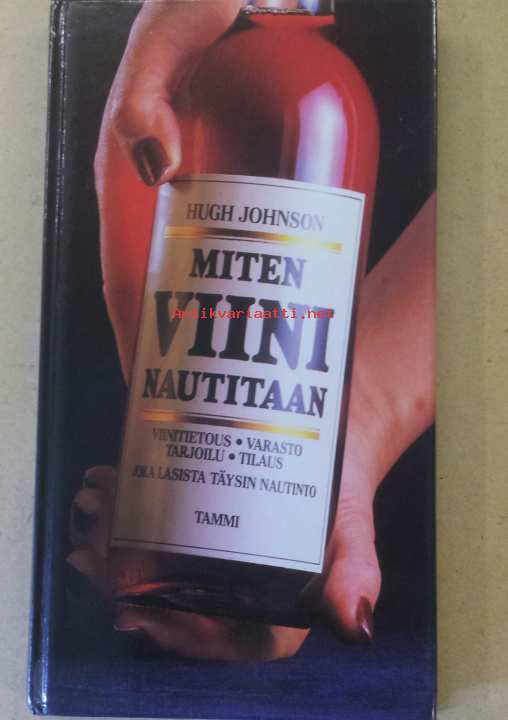 HUGH JOHNSON
MITEN
VIINI
Antikvariaatti.net
NAUTITAAN
VIINITIETOUS • VARASTO
TARJOILU • TILAUS
JOKA LASISTA TÄYSIN NAUTINTO
TAMMI